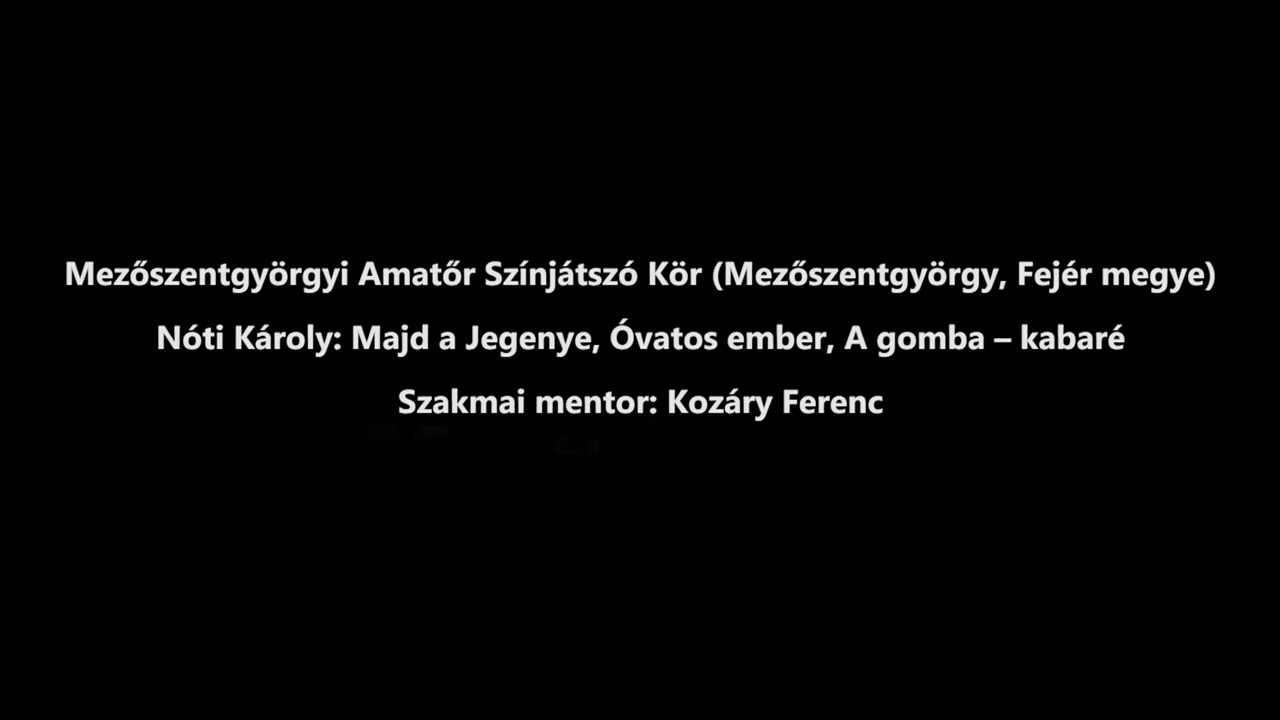 Mezőszentgyörgyi Amatőr Színjátszó Kör (Mezőszentgyörgy, Fejér megye)
Nóti Károly: Majd a Jegenye, Óvatos ember, A gomba – kabaré
Szakmai mentor: Kozáry Ferenc